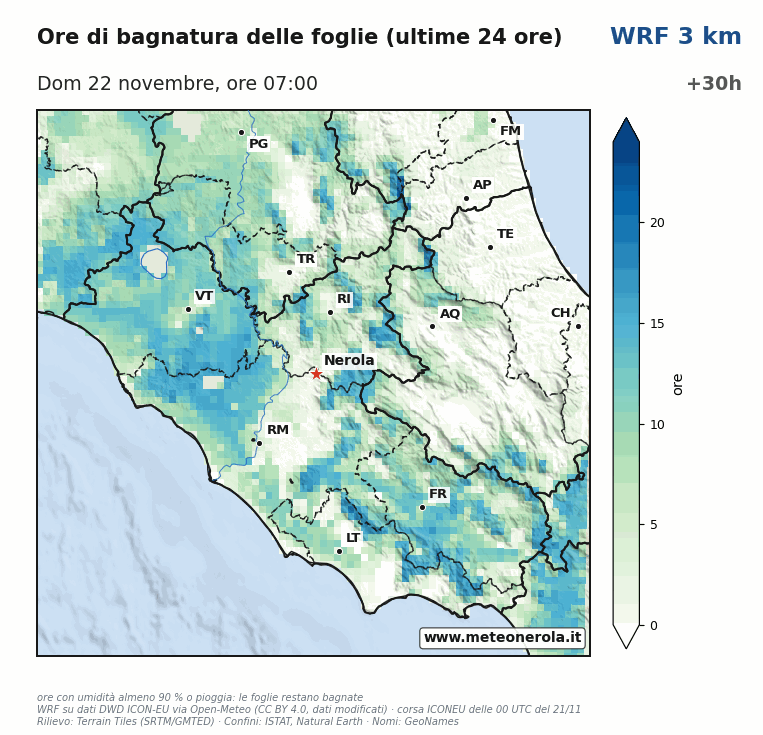 Ore di bagnatura delle foglie (ultime 24 ore)
WRF 3 km
Dom 22 novembre, ore 07:00
+30h
FM
PG
AP
TE
TR
VT
RI
AQ
CH
Nerola
RM
FR
LT
www.meteonerola.it
20
15
10
5
0
ore
ore con umidità almeno 90 % o pioggia: le foglie restano bagnate
WRF su dati DWD ICON-EU via Open-Meteo (CC BY 4.0, dati modificati) · corsa ICONEU delle 00 UTC del 21/11
Rilievo: Terrain Tiles (SRTM/GMTED) · Confini: ISTAT, Natural Earth · Nomi: GeoNames